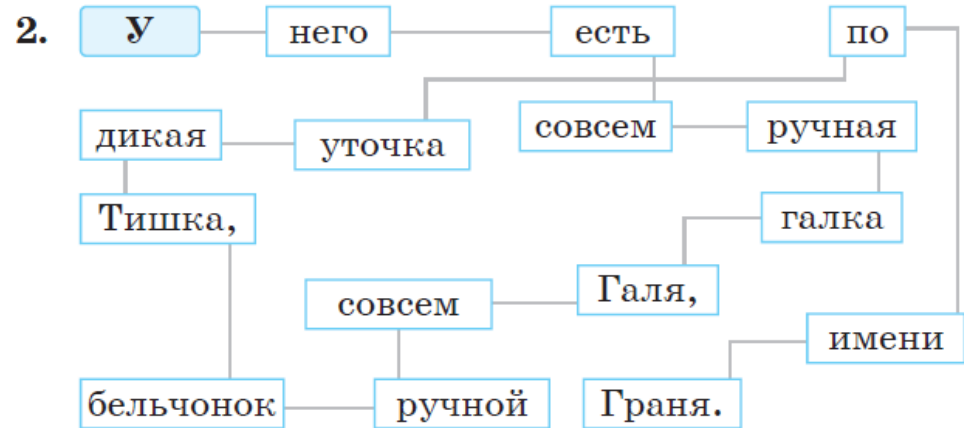 2. У него есть по
дикая уточка совсем ручная
Тишка, галка
совсем Галя,
имени
бельчонок ручной Граня.